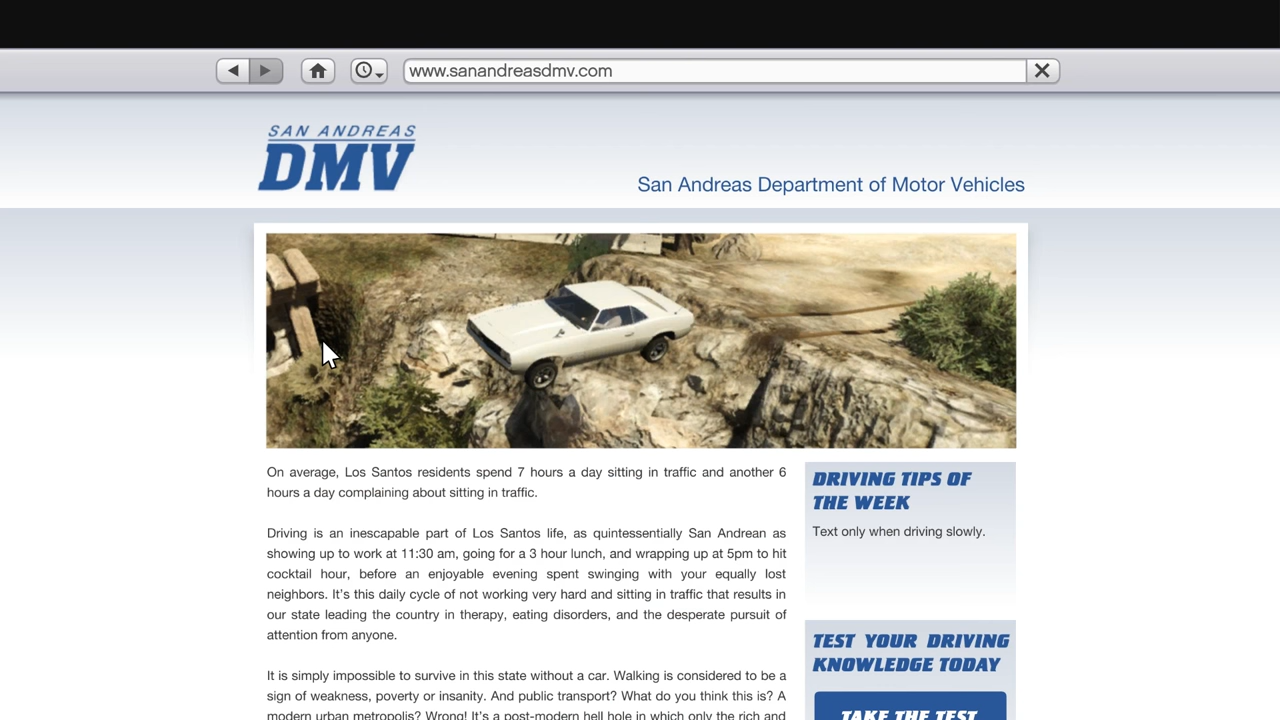 www.sanandreasdmv.com
SAN ANDREAS
DMV
San Andreas Department of Motor Vehicles
On average, Los Santos residents spend 7 hours a day sitting in traffic and another 6
hours a day complaining about sitting in traffic.
Driving is an inescapable part of Los Santos life, as quintessentially San Andrean as
showing up to work at 11:30 am, going for a 3 hour lunch, and wrapping up at 5pm to hit
cocktail hour, before an enjoyable evening spent swinging with your equally lost
neighbors. It's this daily cycle of not working very hard and sitting in traffic that results in
our state leading the country in therapy, eating disorders, and the desperate pursuit of
attention from anyone.
It is simply impossible to survive in this state without a car. Walking is considered to be a
sign of weakness, poverty or insanity. And public transport? What do you think this is? A
modern urban metropolis? Wrong! It's a post-modern hell hole in which only the rich and
DRIVING TIPS OF
THE WEEK
Text only when driving slowly.
TEST YOUR DRIVING
KNOWLEDGE TODAY
TAKE THE TEST